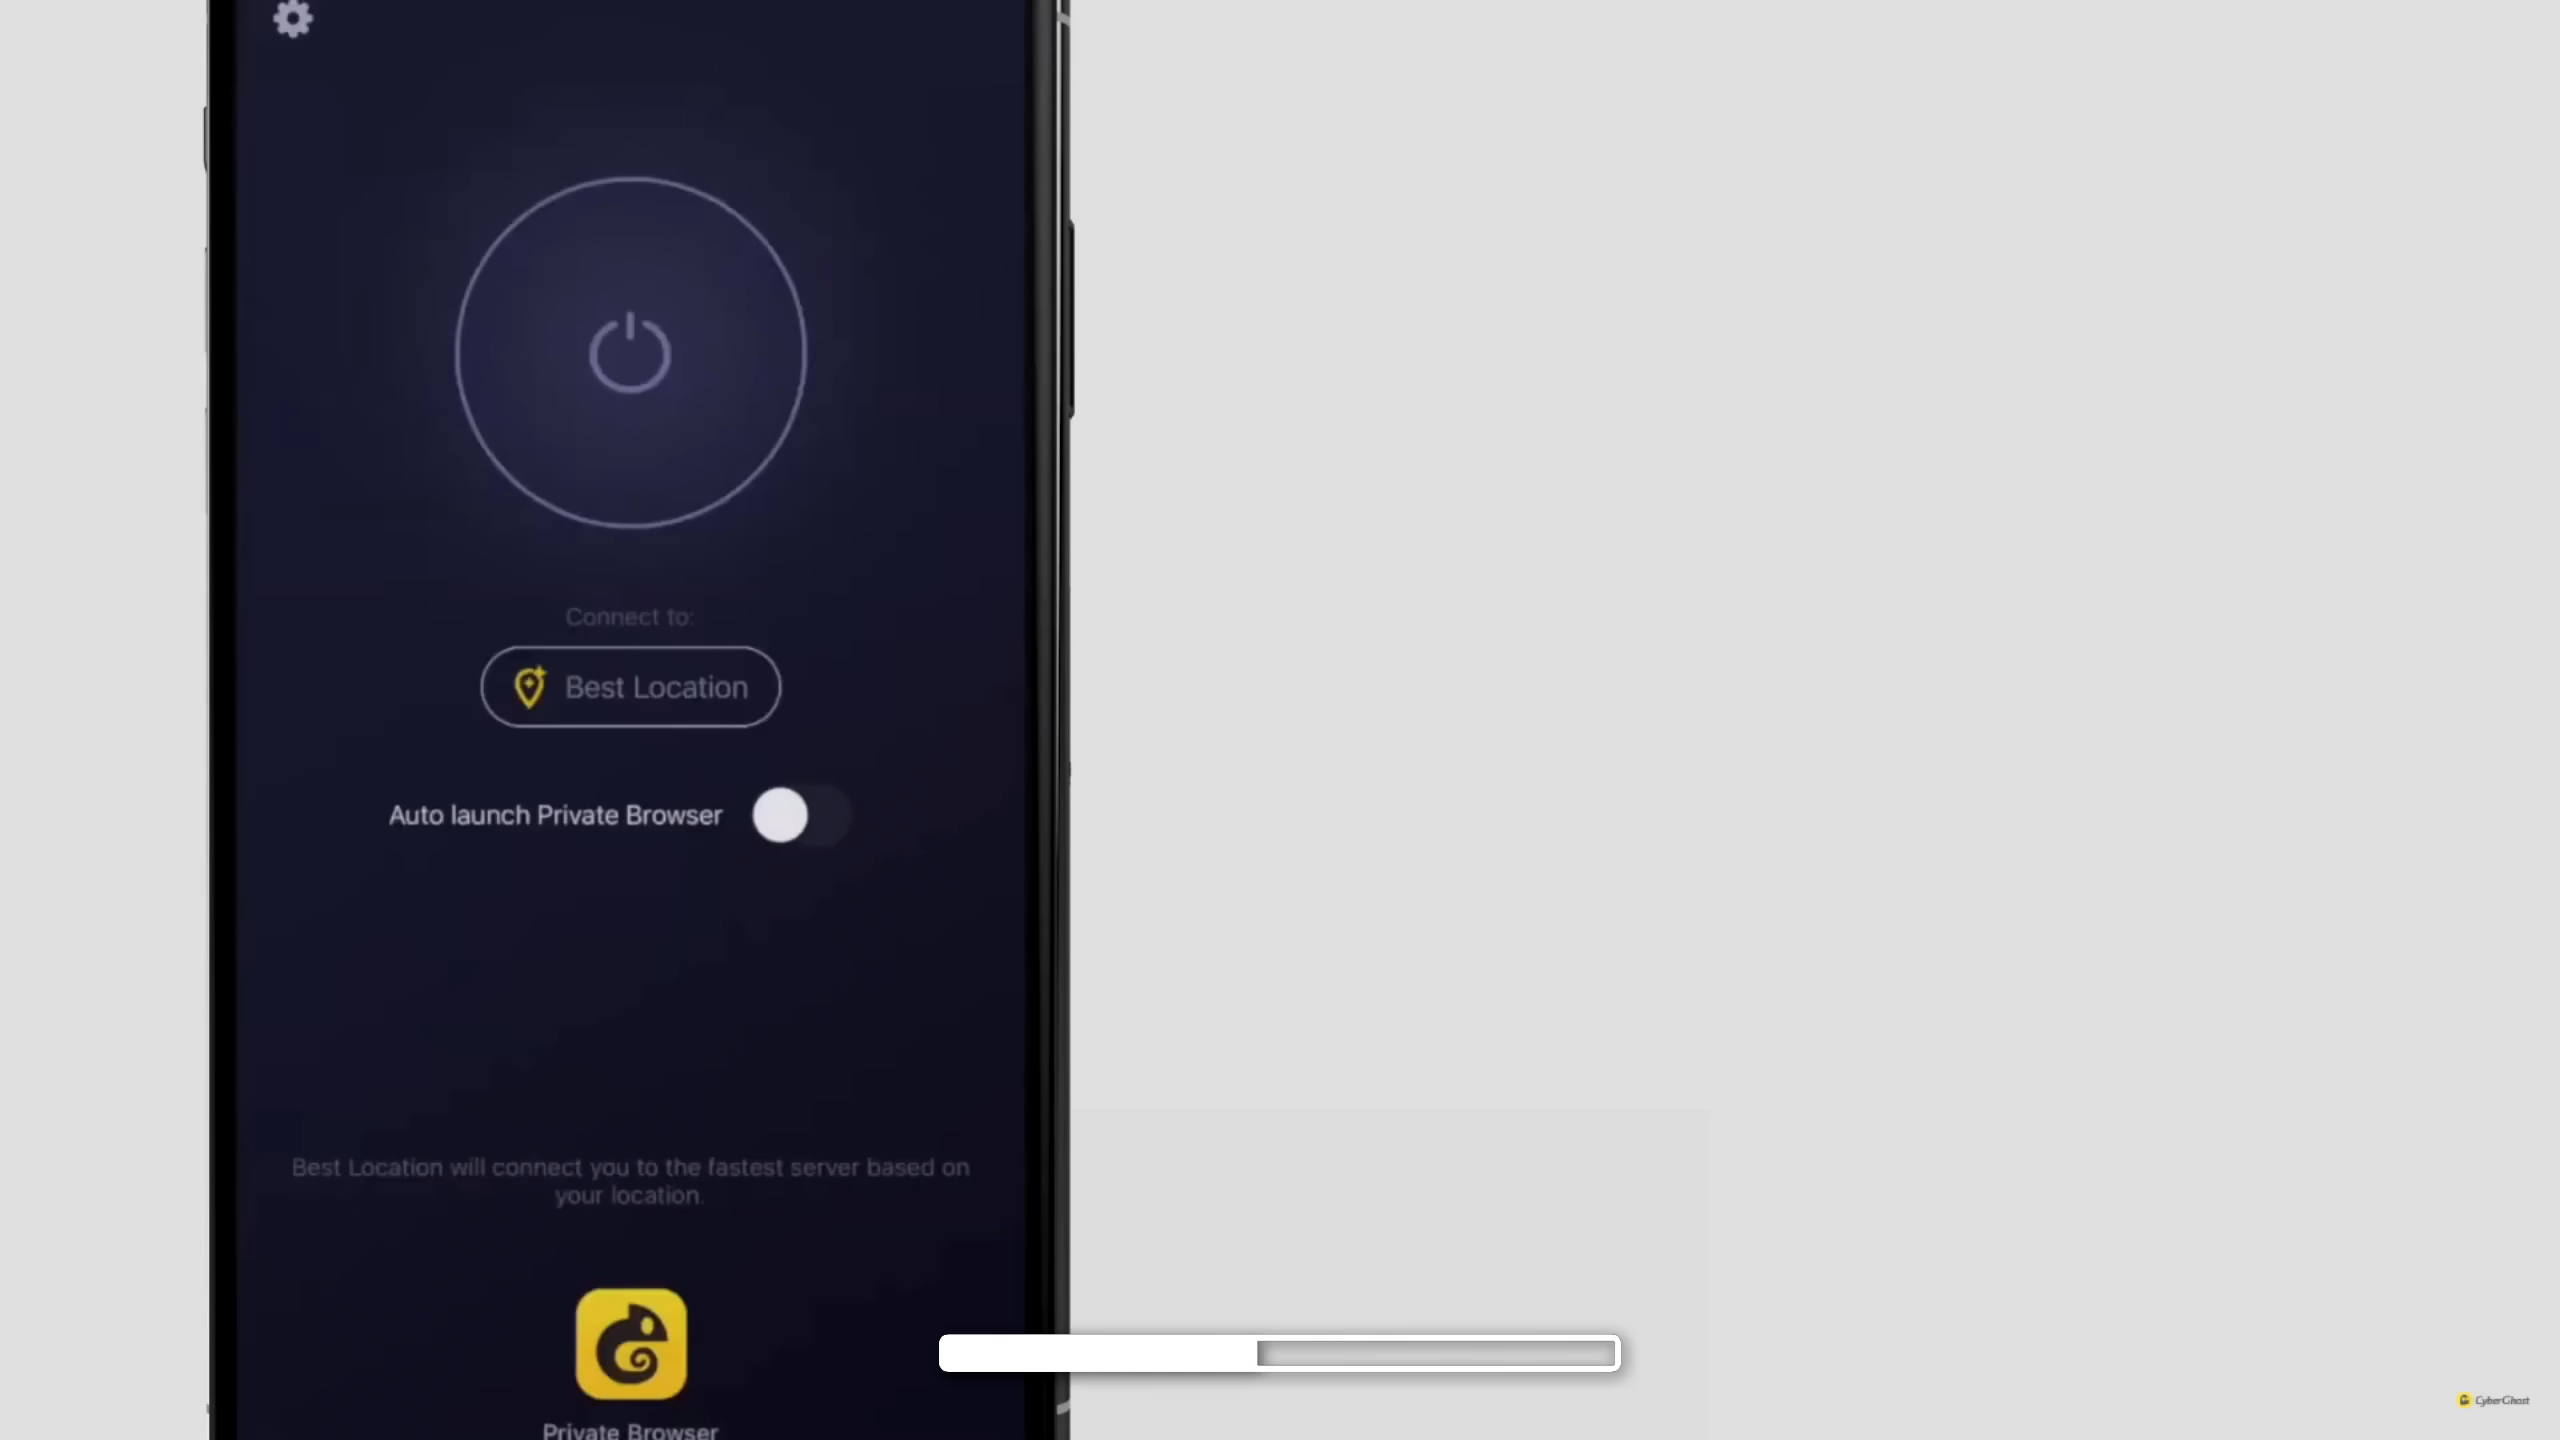 Connect to:
Best Location
Auto launch Private Browser
Best Location will connect you to the fastest server based on
your location.
Private Browser
CyberGhost